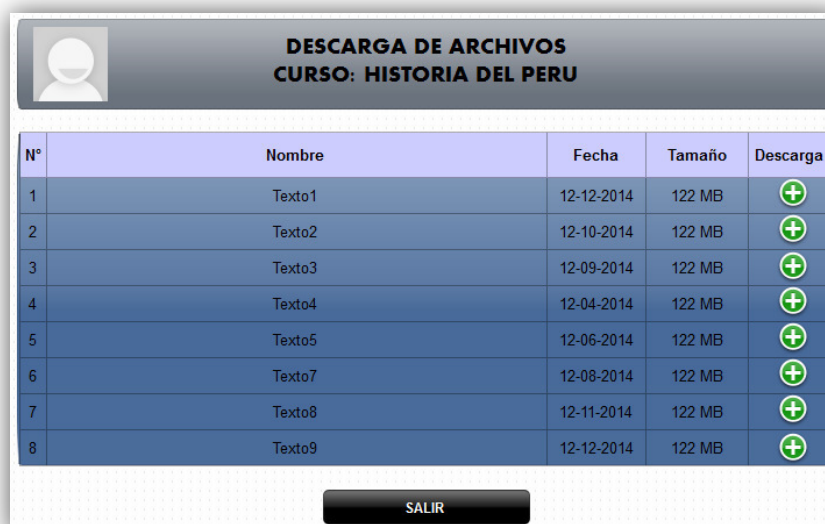 DESCARGA DE ARCHIVOS
CURSO: HISTORIA DEL PERU
N° Nombre Fecha Tamaño Descarga
1 Texto1 12-12-2014 122 MB
2 Texto2 12-10-2014 122 MB
3 Texto3 12-09-2014 122 MB
4 Texto4 12-04-2014 122 MB
5 Texto5 12-06-2014 122 MB
6 Texto7 12-08-2014 122 MB
7 Texto8 12-11-2014 122 MB
8 Texto9 12-12-2014 122 MB
SALIR